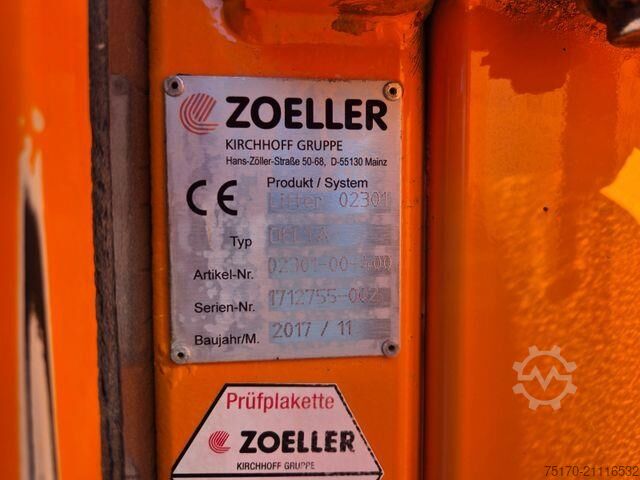 ZOELLER
KIRCHHOFF GRUPPE
Hans-Zöller-Straße 50-68, D-55130 Mainz
CE
Produkt / System
Lifter 02301
Typ
Artikel-Nr. 02301-00-400
Serien-Nr. 1712755-002
Baujahr/M. 2017 / 11
Prüfplakette
ZOELLER
KIRCHHOFF GRUPPE
75170-21116532